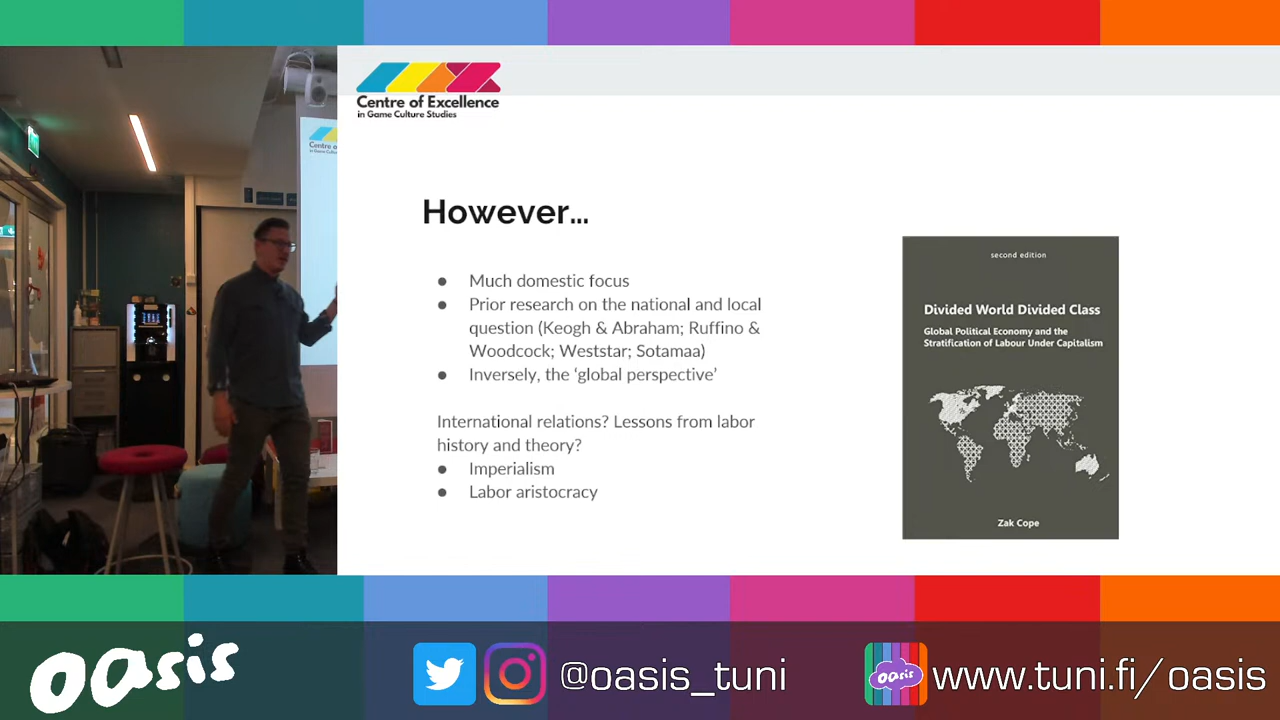 Centre of Excellence
in Game Culture Studies
However...
● Much domestic focus
● Prior research on the national and local
question (Keogh & Abraham; Ruffino &
Woodcock; Weststar; Sotamaa)
● Inversely, the ‘global perspective’
International relations? Lessons from labor
history and theory?
● Imperialism
● Labor aristocracy
second edition
Divided World Divided Class
Global Political Economy and the
Stratification of Labour Under Capitalism
Zak Cope
oasis
@oasis_tuni
oasis
www.tuni.fi/oasis